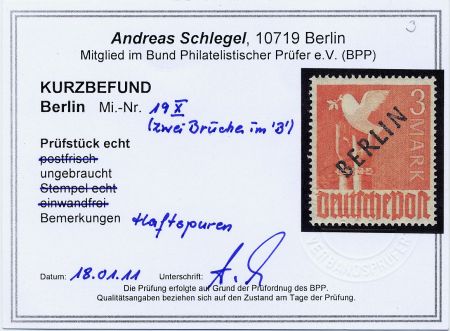 3
Andreas Schlegel, 10719 Berlin
Mitglied im Bund Philatelistischer Prüfer e.V. (BPP)
KURZBEFUND
Berlin Mi.-Nr. 19 X
(zwei Brüche im 'B')
Prüfstück echt
postfrisch
ungebraucht
Stempel echt
einwandfrei
Bemerkungen Haftspuren
Datum: 18.01.11 Unterschrift:
Die Prüfung erfolgte auf Grund der Prüfordnug des BPP.
Qualitätsangaben beziehen sich auf den Zustand am Tage der Prüfung.
3 MARK
BERLIN
Deutsche Post